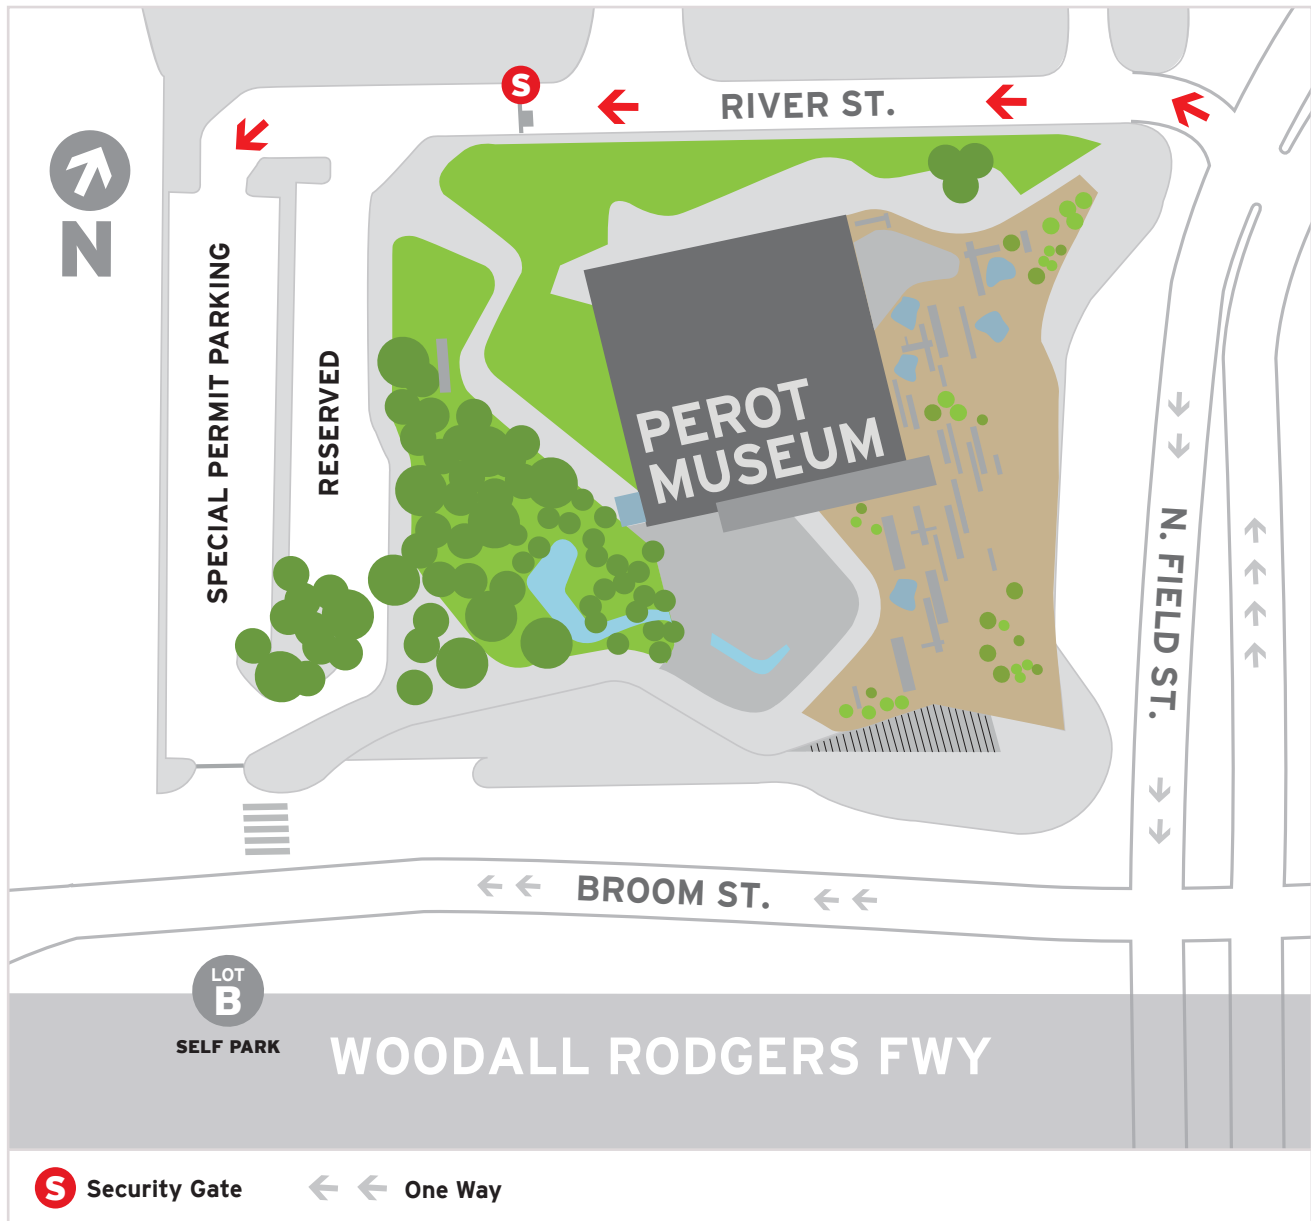 S
RIVER ST.
N
SPECIAL PERMIT PARKING
RESERVED
PEROT
MUSEUM
N. FIELD ST.
BROOM ST.
LOT
B
SELF PARK
WOODALL RODGERS FWY
S Security Gate
One Way